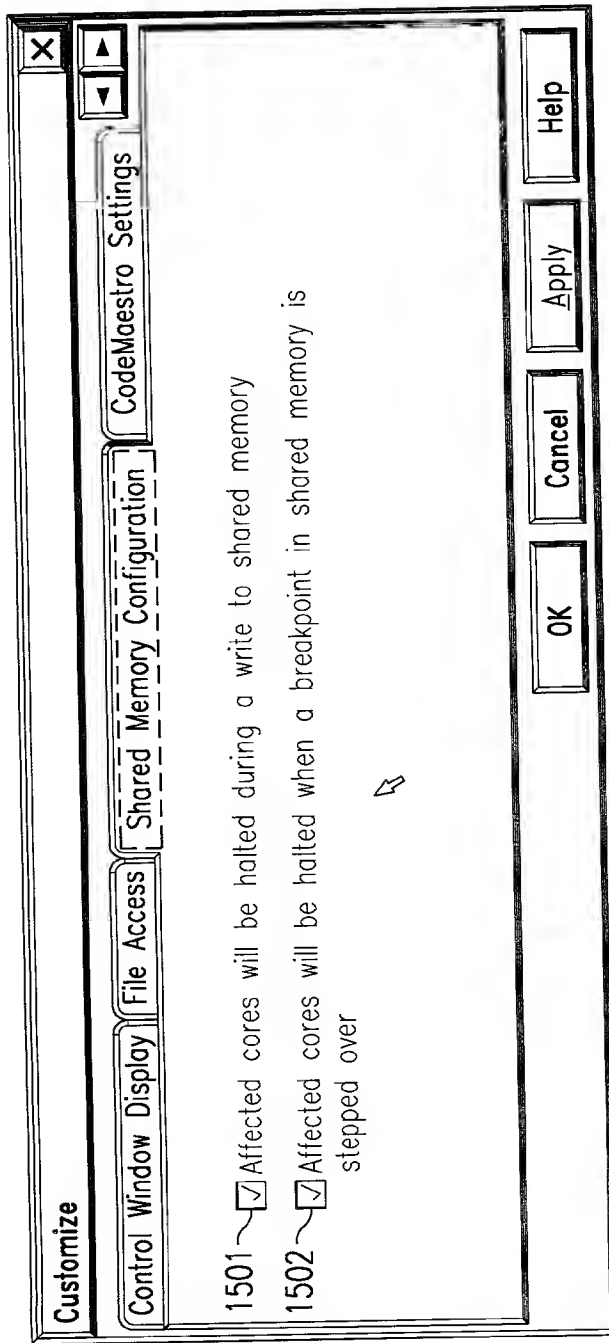 Customize
Control Window Display
File Access
Shared Memory Configuration
CodeMaestro Settings
1501
Affected cores will be halted during a write to shared memory
1502
Affected cores will be halted when a breakpoint in shared memory is
stepped over
OK
Cancel
Apply
Help